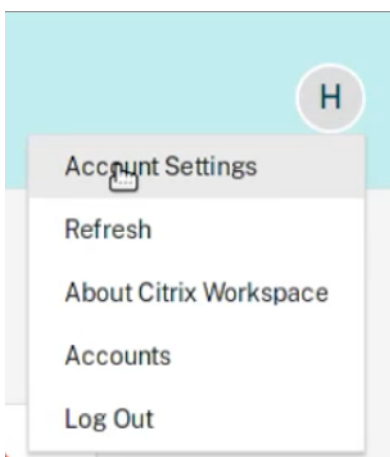 H
Account Settings
Refresh
About Citrix Workspace
Accounts
Log Out